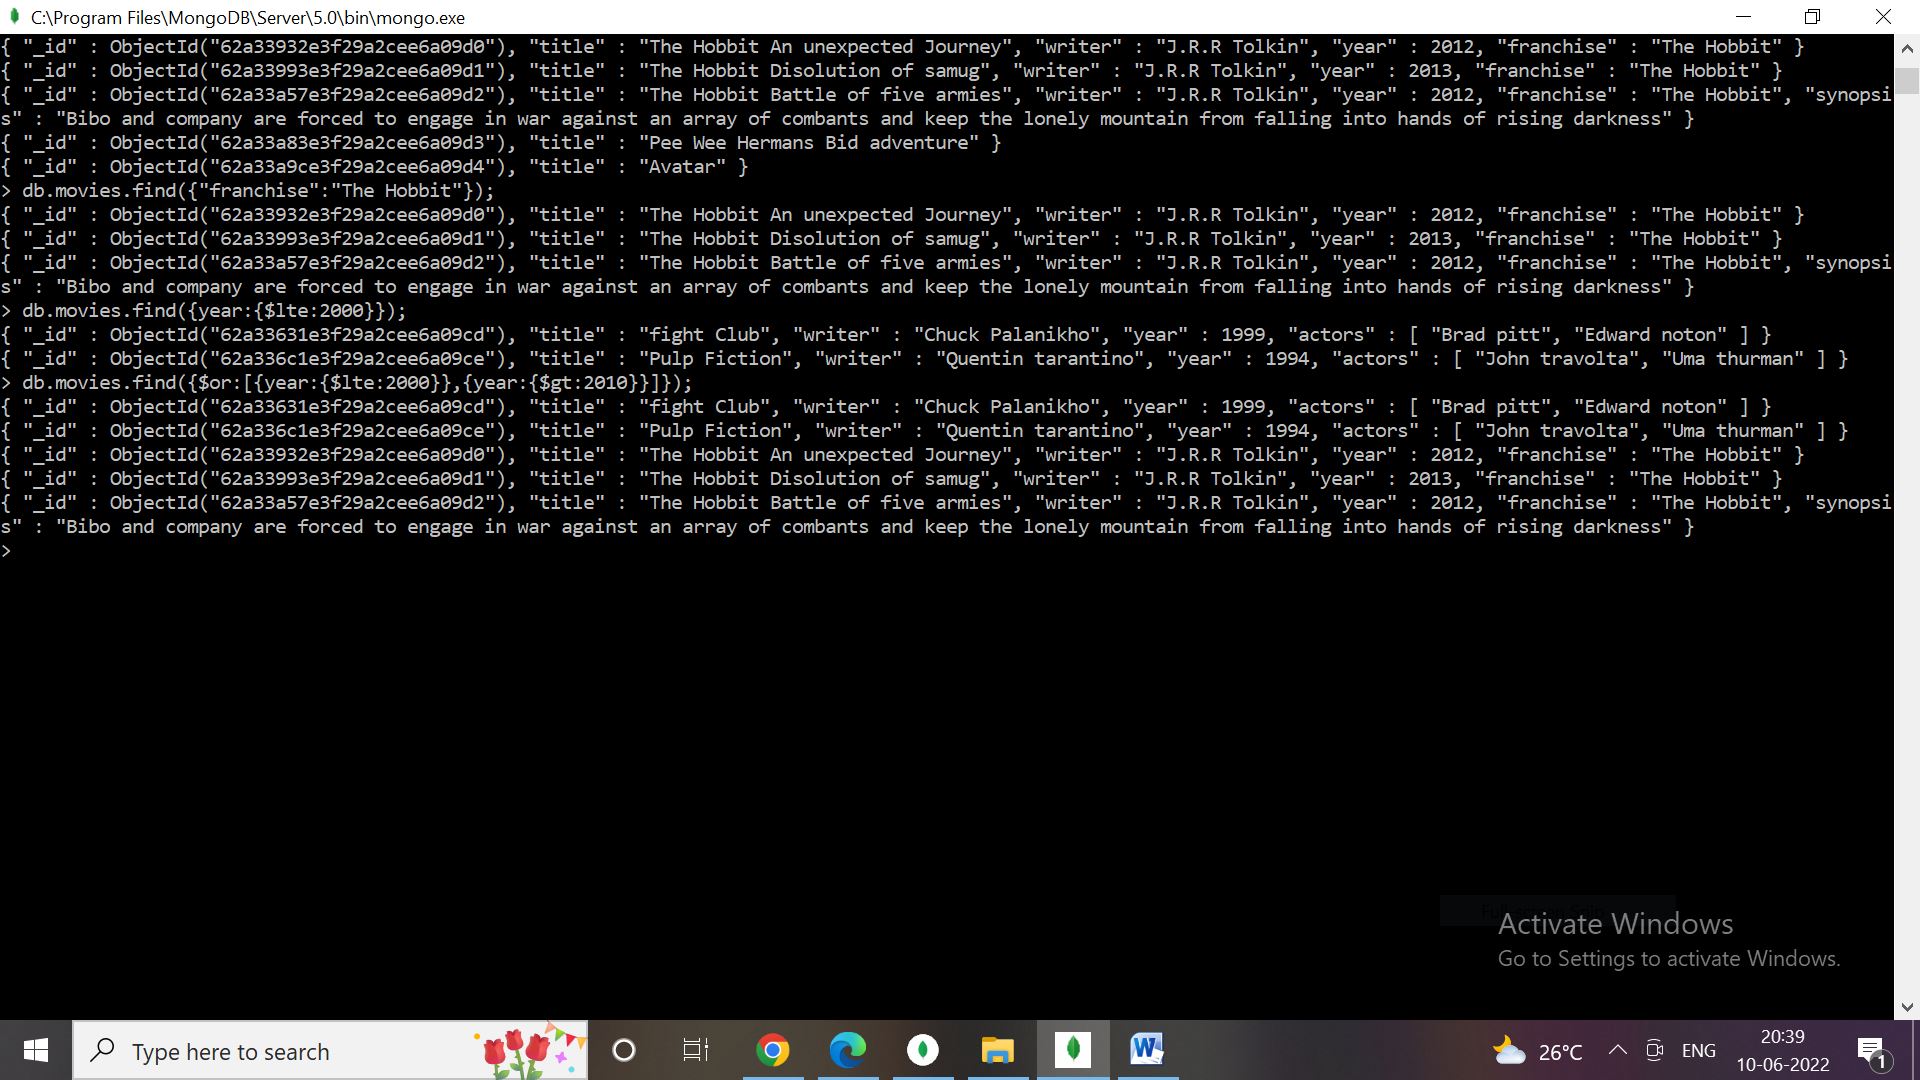 C:\Program Files\MongoDB\Server\5.0\bin\mongo.exe
{ "_id" : ObjectId("62a33932e3f29a2cee6a09d0"), "title" : "The Hobbit An unexpected Journey", "writer" : "J.R.R Tolkin", "year" : 2012, "franchise" : "The Hobbit" }
{ "_id" : ObjectId("62a33993e3f29a2cee6a09d1"), "title" : "The Hobbit Disolution of samug", "writer" : "J.R.R Tolkin", "year" : 2013, "franchise" : "The Hobbit" }
{ "_id" : ObjectId("62a33a57e3f29a2cee6a09d2"), "title" : "The Hobbit Battle of five armies", "writer" : "J.R.R Tolkin", "year" : 2012, "franchise" : "The Hobbit", "synopsi
s" : "Bibo and company are forced to engage in war against an array of combants and keep the lonely mountain from falling into hands of rising darkness" }
{ "_id" : ObjectId("62a33a83e3f29a2cee6a09d3"), "title" : "Pee Wee Hermans Bid adventure" }
{ "_id" : ObjectId("62a33a9ce3f29a2cee6a09d4"), "title" : "Avatar" }
> db.movies.find({"franchise":"The Hobbit"});
{ "_id" : ObjectId("62a33932e3f29a2cee6a09d0"), "title" : "The Hobbit An unexpected Journey", "writer" : "J.R.R Tolkin", "year" : 2012, "franchise" : "The Hobbit" }
{ "_id" : ObjectId("62a33993e3f29a2cee6a09d1"), "title" : "The Hobbit Disolution of samug", "writer" : "J.R.R Tolkin", "year" : 2013, "franchise" : "The Hobbit" }
{ "_id" : ObjectId("62a33a57e3f29a2cee6a09d2"), "title" : "The Hobbit Battle of five armies", "writer" : "J.R.R Tolkin", "year" : 2012, "franchise" : "The Hobbit", "synopsi
s" : "Bibo and company are forced to engage in war against an array of combants and keep the lonely mountain from falling into hands of rising darkness" }
> db.movies.find({year:{$lte:2000}});
{ "_id" : ObjectId("62a33631e3f29a2cee6a09cd"), "title" : "fight Club", "writer" : "Chuck Palanikho", "year" : 1999, "actors" : [ "Brad pitt", "Edward noton" ] }
{ "_id" : ObjectId("62a336c1e3f29a2cee6a09ce"), "title" : "Pulp Fiction", "writer" : "Quentin tarantino", "year" : 1994, "actors" : [ "John travolta", "Uma thurman" ] }
> db.movies.find({$or:[{year:{$lte:2000}},{year:{$gt:2010}}]});
{ "_id" : ObjectId("62a33631e3f29a2cee6a09cd"), "title" : "fight Club", "writer" : "Chuck Palanikho", "year" : 1999, "actors" : [ "Brad pitt", "Edward noton" ] }
{ "_id" : ObjectId("62a336c1e3f29a2cee6a09ce"), "title" : "Pulp Fiction", "writer" : "Quentin tarantino", "year" : 1994, "actors" : [ "John travolta", "Uma thurman" ] }
{ "_id" : ObjectId("62a33932e3f29a2cee6a09d0"), "title" : "The Hobbit An unexpected Journey", "writer" : "J.R.R Tolkin", "year" : 2012, "franchise" : "The Hobbit" }
{ "_id" : ObjectId("62a33993e3f29a2cee6a09d1"), "title" : "The Hobbit Disolution of samug", "writer" : "J.R.R Tolkin", "year" : 2013, "franchise" : "The Hobbit" }
{ "_id" : ObjectId("62a33a57e3f29a2cee6a09d2"), "title" : "The Hobbit Battle of five armies", "writer" : "J.R.R Tolkin", "year" : 2012, "franchise" : "The Hobbit", "synopsi
s" : "Bibo and company are forced to engage in war against an array of combants and keep the lonely mountain from falling into hands of rising darkness" }
>
Activate Windows
Go to Settings to activate Windows.
Type here to search
26°C
ENG
20:39
10-06-2022
1